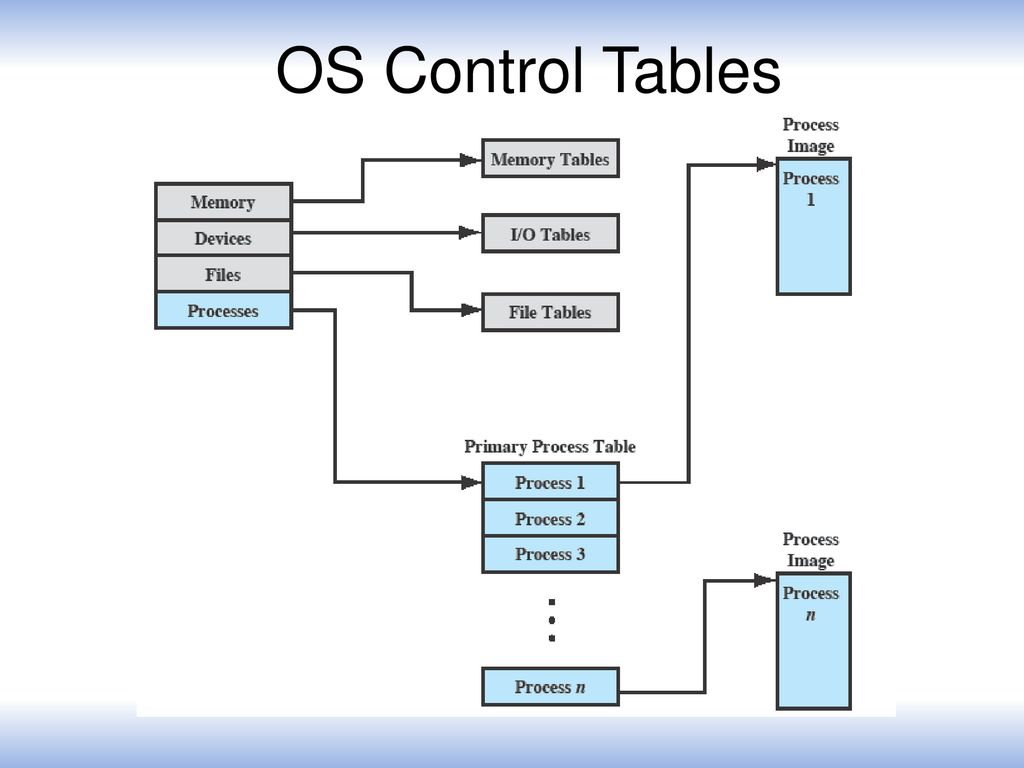 OS Control Tables
Process
Image
Memory Tables
Process
1
Memory
I/O Tables
Devices
Files
File Tables
Processes
Primary Process Table
Process 1
Process 2
Process 3
Process
Image
Process
n
Process n